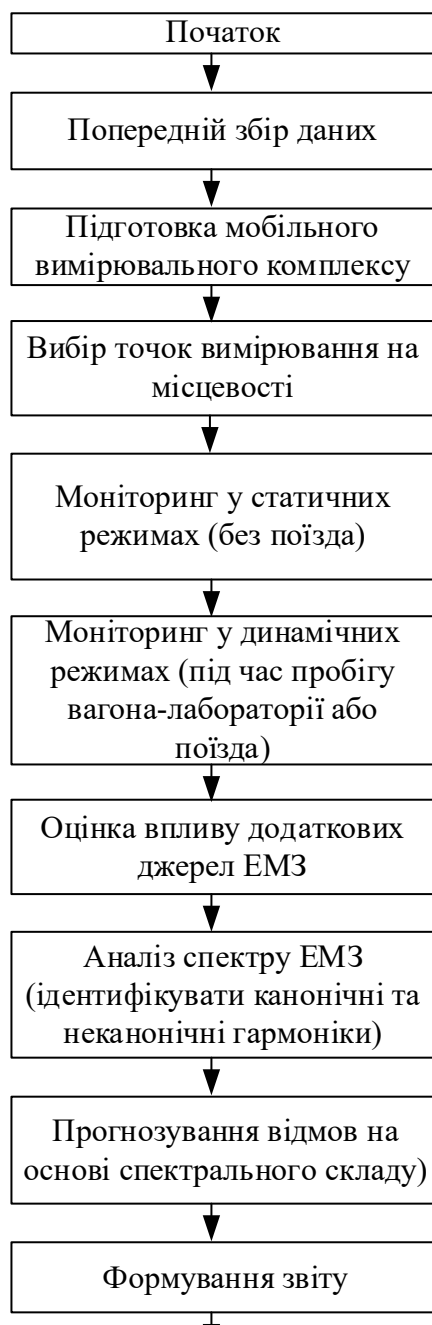 Початок
Попередній збір даних
Підготовка мобільного
вимірювального комплексу
Вибір точок вимірювання на
місцевості
Моніторинг у статичних
режимах (без поїзда)
Моніторинг у динамічних
режимах (під час пробігу
вагона-лабораторії або
поїзда)
Оцінка впливу додаткових
джерел ЕМЗ
Аналіз спектру ЕМЗ
(ідентифікувати канонічні та
неканонічні гармоніки)
Прогнозування відмов на
основі спектрального складу)
Формування звіту